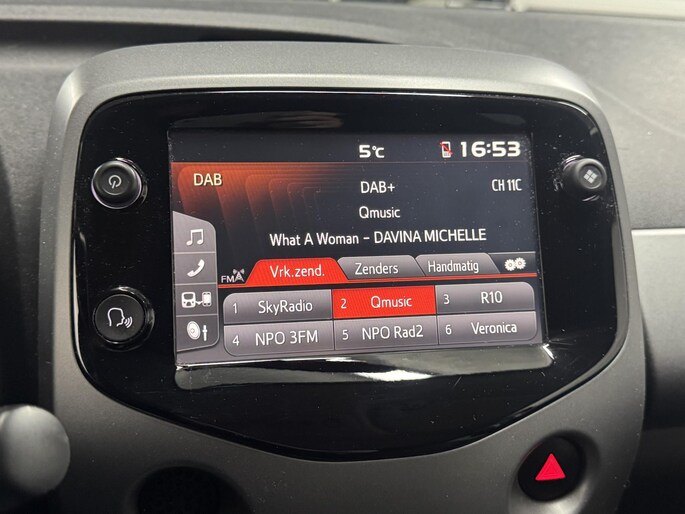 5°C 16:53
DAB
DAB+ CH 11C
Qmusic
What A Woman - DAVINA MICHELLE
FM Vrk.zend. Zenders Handmatig
1 SkyRadio 2 Qmusic 3 R10
4 NPO 3FM 5 NPO Rad2 6 Veronica